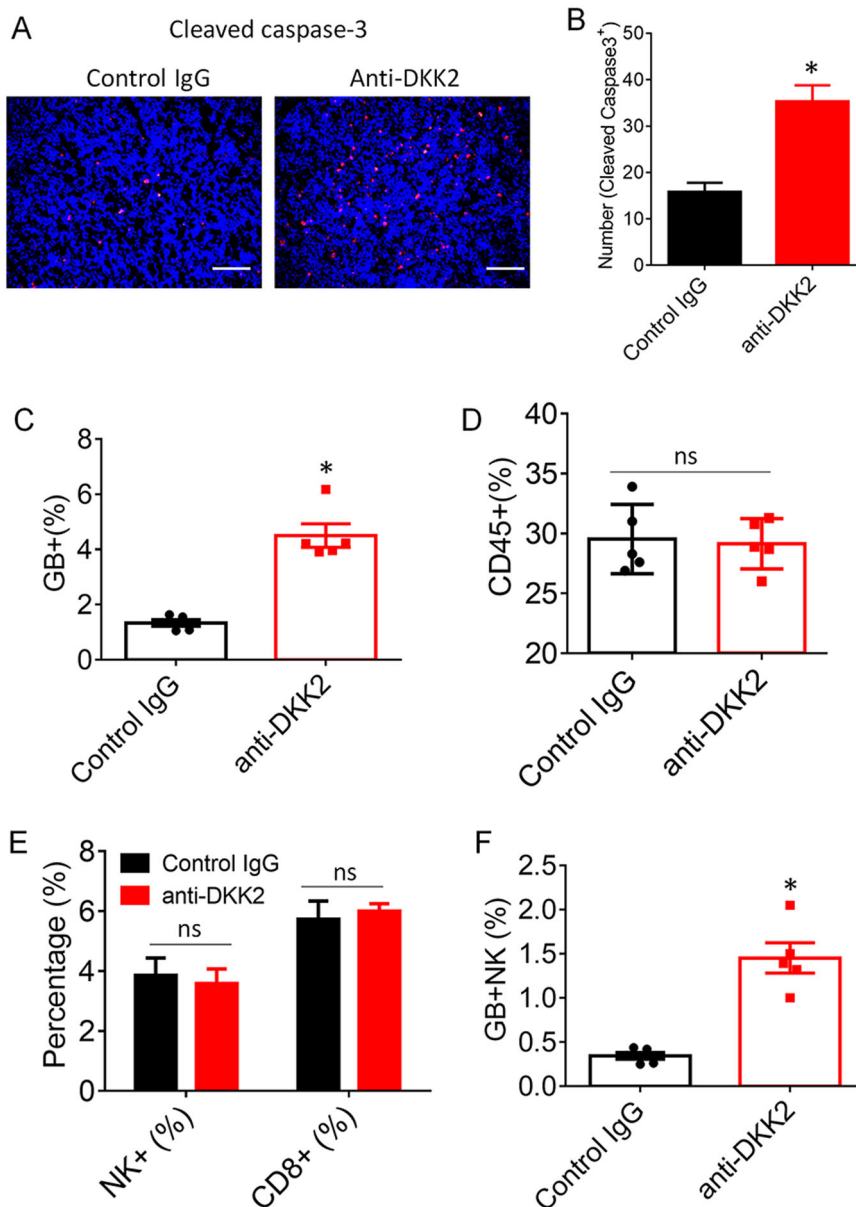 A
Cleaved caspase-3
Control IgG
Anti-DKK2
B
Number (Cleaved Caspase3+)
50
40
30
20
10
0
Control IgG
anti-DKK2
C
GB+(%)
8
6
4
2
0
*
Control IgG
anti-DKK2
D
CD45+(%)
40
35
30
25
20
ns
Control IgG
anti-DKK2
E
Percentage (%)
8
6
4
2
0
Control IgG
anti-DKK2
ns
ns
NK+ (%)
CD8+ (%)
F
GB+NK (%)
2.5
2.0
1.5
1.0
0.5
0.0
*
Control IgG
anti-DKK2